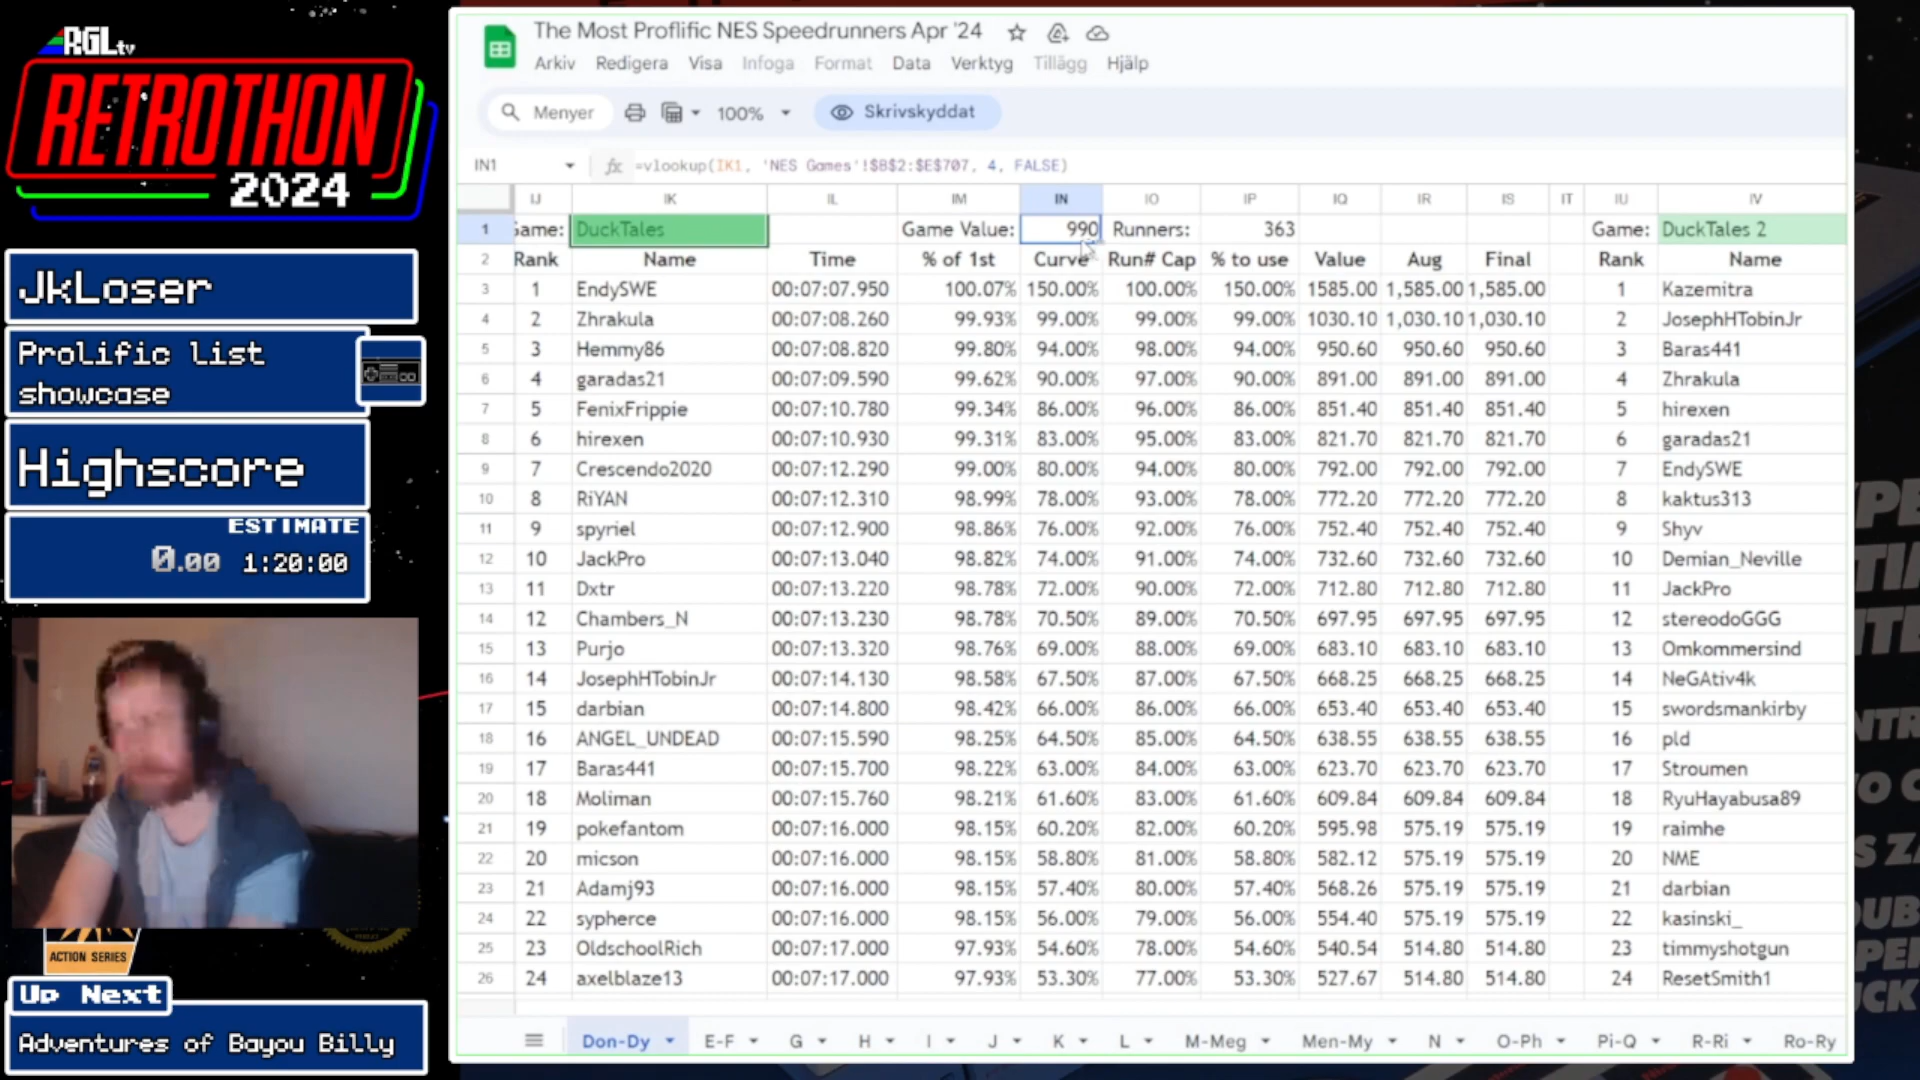 RGLtv
RETROTHON
2024
JkLoser
Prolific list
showcase
Highscore
ESTIMATE
0.00 1:20:00
ACTION SERIES
Up Next
Adventures of Bayou Billy
The Most Proflific NES Speedrunners Apr '24
Arkiv Redigera Visa Infoga Format Data Verktyg Tillägg Hjälp
Menyer 100% Skrivskyddat
IN1 fx =vlookup(IK1, 'NES Games'!$B$2:$E$707, 4, FALSE)
IJ IK IL IM IN IO IP IQ IR IS IT IU IV
1 Game: DuckTales Game Value: 990 Runners: 363 Game: DuckTales 2
2 Rank Name Time % of 1st Curve Run# Cap % to use Value Aug Final Rank Name
3 1 EndySWE 00:07:07.950 100.07% 150.00% 100.00% 150.00% 1585.00 1,585.00 1,585.00 1 Kazemitra
4 2 Zhrakula 00:07:08.260 99.93% 99.00% 99.00% 99.00% 1030.10 1,030.10 1,030.10 2 JosephHTobinJr
5 3 Hemmy86 00:07:08.820 99.80% 94.00% 98.00% 94.00% 950.60 950.60 950.60 3 Baras441
6 4 garadas21 00:07:09.590 99.62% 90.00% 97.00% 90.00% 891.00 891.00 891.00 4 Zhrakula
7 5 FenixFrippie 00:07:10.780 99.34% 86.00% 96.00% 86.00% 851.40 851.40 851.40 5 hirexen
8 6 hirexen 00:07:10.930 99.31% 83.00% 95.00% 83.00% 821.70 821.70 821.70 6 garadas21
9 7 Crescendo2020 00:07:12.290 99.00% 80.00% 94.00% 80.00% 792.00 792.00 792.00 7 EndySWE
10 8 RiYAN 00:07:12.310 98.99% 78.00% 93.00% 78.00% 772.20 772.20 772.20 8 kaktus313
11 9 spyriel 00:07:12.900 98.86% 76.00% 92.00% 76.00% 752.40 752.40 752.40 9 Shyv
12 10 JackPro 00:07:13.040 98.82% 74.00% 91.00% 74.00% 732.60 732.60 732.60 10 Demian_Neville
13 11 Dxtr 00:07:13.220 98.78% 72.00% 90.00% 72.00% 712.80 712.80 712.80 11 JackPro
14 12 Chambers_N 00:07:13.230 98.78% 70.50% 89.00% 70.50% 697.95 697.95 697.95 12 stereodoGGG
15 13 Purjo 00:07:13.320 98.76% 69.00% 88.00% 69.00% 683.10 683.10 683.10 13 Omkommersind
16 14 JosephHTobinJr 00:07:14.130 98.58% 67.50% 87.00% 67.50% 668.25 668.25 668.25 14 NeGAtiv4k
17 15 darbian 00:07:14.800 98.42% 66.00% 86.00% 66.00% 653.40 653.40 653.40 15 swordsmankirby
18 16 ANGEL_UNDEAD 00:07:15.590 98.25% 64.50% 85.00% 64.50% 638.55 638.55 638.55 16 pld
19 17 Baras441 00:07:15.700 98.22% 63.00% 84.00% 63.00% 623.70 623.70 623.70 17 Stroumen
20 18 Moliman 00:07:15.760 98.21% 61.60% 83.00% 61.60% 609.84 609.84 609.84 18 RyuHayabusa89
21 19 pokefantom 00:07:16.000 98.15% 60.20% 82.00% 60.20% 595.98 575.19 575.19 19 raimhe
22 20 micson 00:07:16.000 98.15% 58.80% 81.00% 58.80% 582.12 575.19 575.19 20 NME
23 21 Adamj93 00:07:16.000 98.15% 57.40% 80.00% 57.40% 568.26 575.19 575.19 21 darbian
24 22 sypherce 00:07:16.000 98.15% 56.00% 79.00% 56.00% 554.40 575.19 575.19 22 kasinski_
25 23 OldschoolRich 00:07:17.000 97.93% 54.60% 78.00% 54.60% 540.54 514.80 514.80 23 timmyshotgun
26 24 axelblaze13 00:07:17.000 97.93% 53.30% 77.00% 53.30% 527.67 514.80 514.80 24 ResetSmith1
Don-Dy E-F G H I J K L M-Meg Men-My N O-Ph Pi-Q R-Ri Ro-Ry